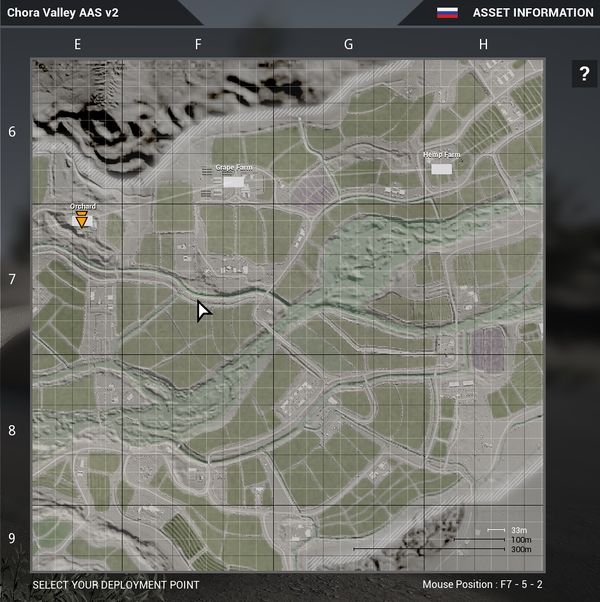 Chora Valley AAS v2
ASSET INFORMATION
E F G H
?
6
Hemp Farm
Grape Farm
Orchard
7
8
9
33m
100m
300m
SELECT YOUR DEPLOYMENT POINT
Mouse Position : F7 - 5 - 2